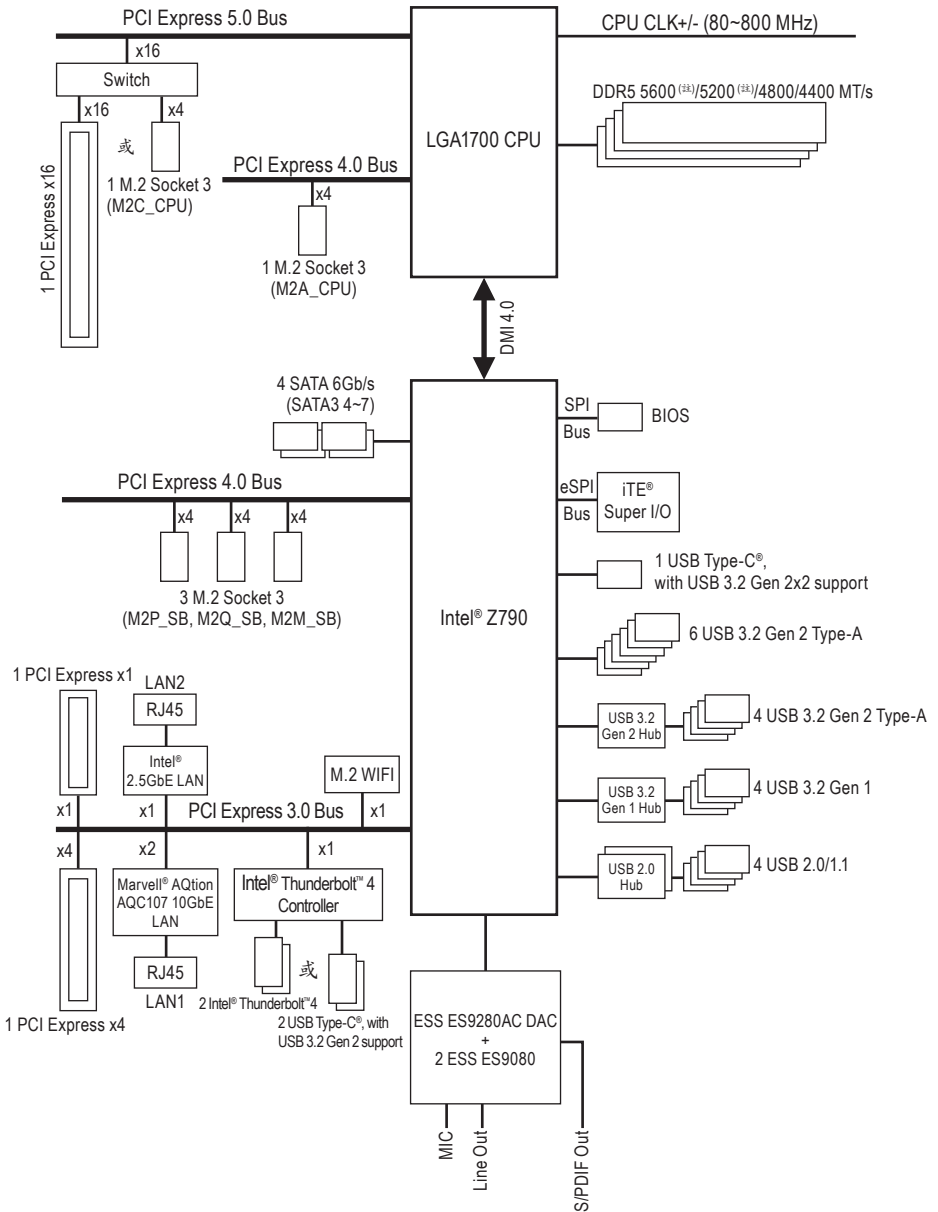 PCI Express 5.0 Bus
CPU CLK+/- (80~800 MHz)
x16
Switch
x16
x4
或
1 PCI Express x16
1 M.2 Socket 3
(M2C_CPU)
PCI Express 4.0 Bus
x4
1 M.2 Socket 3
(M2A_CPU)
LGA1700 CPU
DDR5 5600 (註)/5200 (註)/4800/4400 MT/s
DMI 4.0
4 SATA 6Gb/s
(SATA3 4~7)
PCI Express 4.0 Bus
x4
x4
x4
3 M.2 Socket 3
(M2P_SB, M2Q_SB, M2M_SB)
Intel® Z790
SPI
Bus
BIOS
eSPI
Bus
iTE®
Super I/O
1 USB Type-C®,
with USB 3.2 Gen 2x2 support
6 USB 3.2 Gen 2 Type-A
USB 3.2
Gen 2 Hub
4 USB 3.2 Gen 2 Type-A
USB 3.2
Gen 1 Hub
4 USB 3.2 Gen 1
USB 2.0
Hub
4 USB 2.0/1.1
1 PCI Express x1
LAN2
RJ45
Intel®
2.5GbE LAN
M.2 WIFI
x1
x1
PCI Express 3.0 Bus
x1
x4
x2
x1
Marvell® AQtion
AQC107 10GbE
LAN
RJ45
LAN1
1 PCI Express x4
Intel® Thunderbolt™ 4
Controller
或
2 Intel® Thunderbolt™ 4
2 USB Type-C®, with
USB 3.2 Gen 2 support
ESS ES9280AC DAC
+
2 ESS ES9080
MIC
Line Out
S/PDIF Out